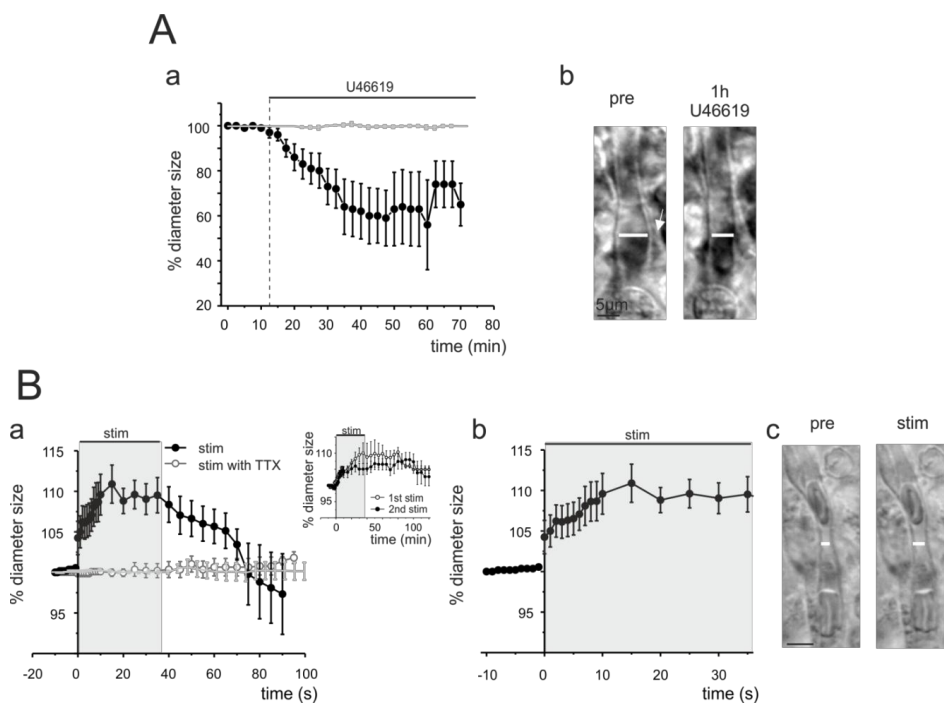 A
a
U46619
% diameter size
100
80
60
40
20
0 10 20 30 40 50 60 70 80
time (min)
b
pre
1h
U46619
5µm
B
a
stim
stim
stim with TTX
% diameter size
115
110
105
95
-20 0 20 40 60 80 100
time (s)
stim
% diameter size
110
95
1st stim
2nd stim
0 50 100
time (min)
b
stim
% diameter size
115
110
105
95
-10 0 10 20 30
time (s)
c
pre
stim